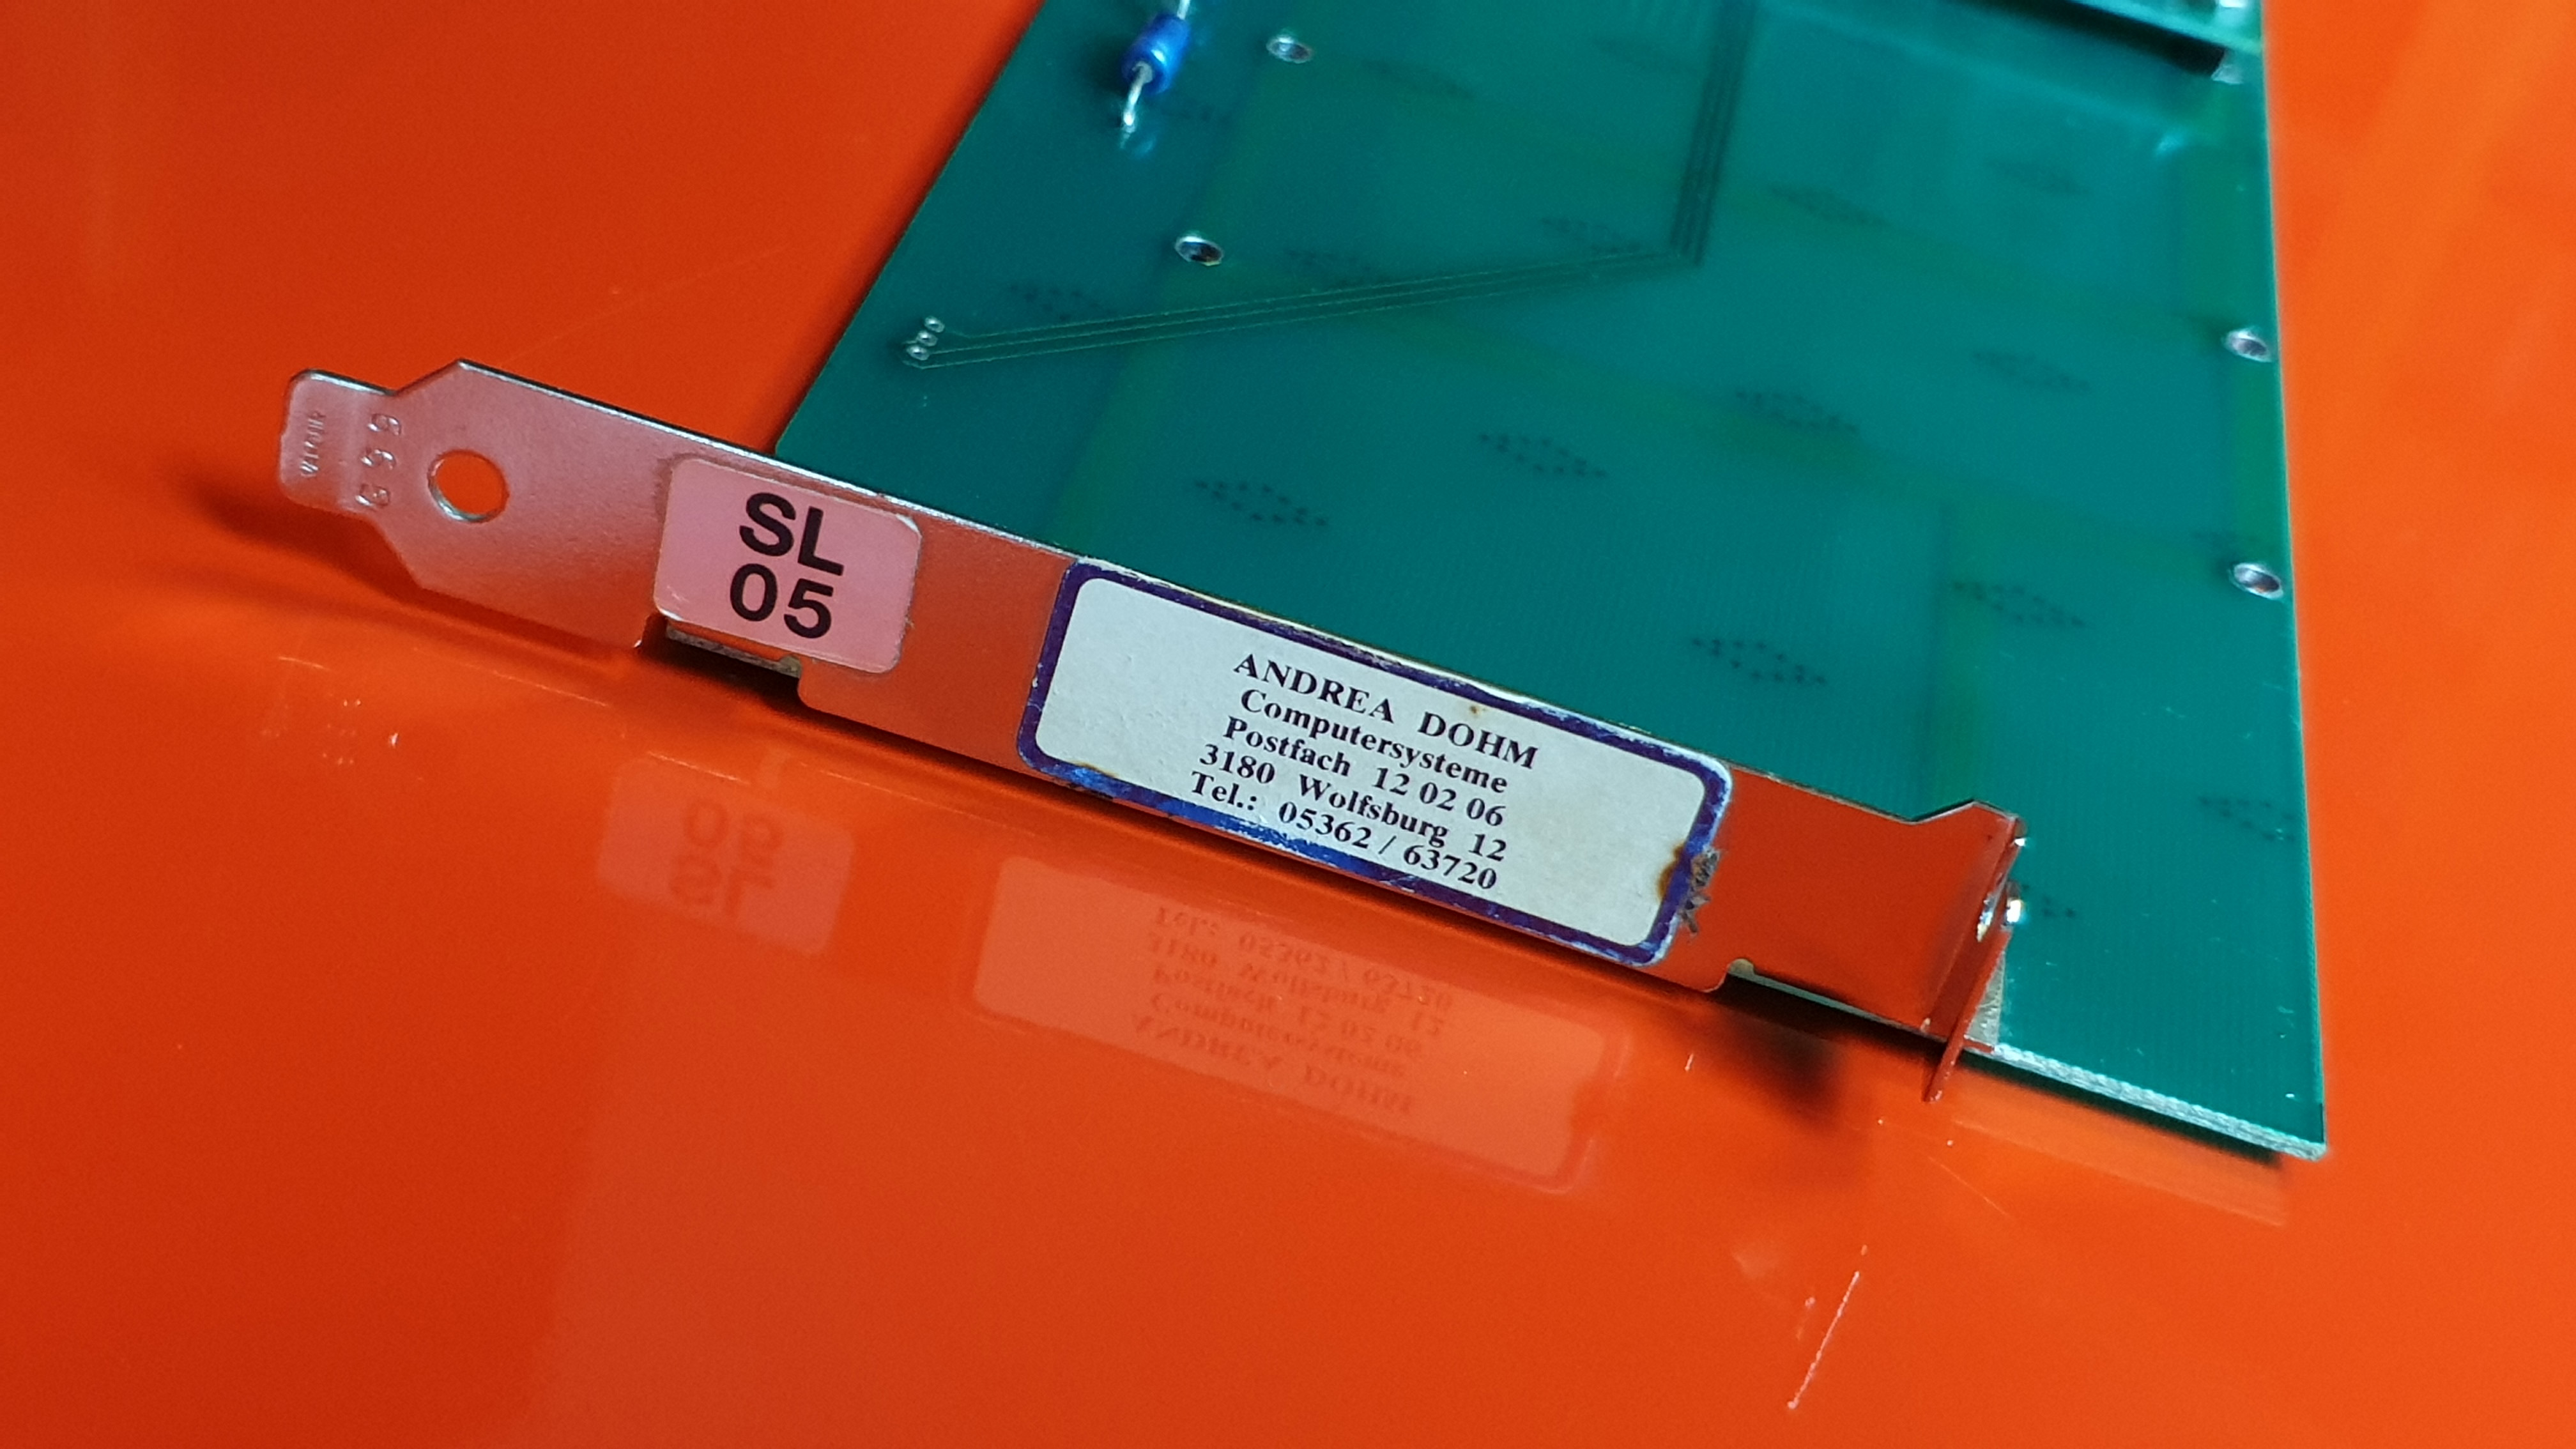 SL
05
ANDREA DOHM
Computersysteme
Postfach 12 02 06
3180 Wolfsburg 12
Tel.: 05362 / 63720